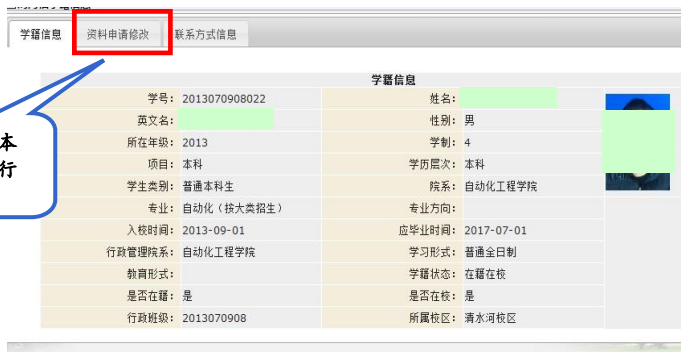 学籍信息 资料申请修改 联系方式信息
学籍信息
学号: 2013070908022 姓名:
英文名: 性别: 男
所在年级: 2013 学制: 4
项目: 本科 学历层次: 本科
学生类别: 普通本科生 院系: 自动化工程学院
专业: 自动化（按大类招生） 专业方向:
入校时间: 2013-09-01 应毕业时间: 2017-07-01
行政管理院系: 自动化工程学院 学习形式: 普通全日制
教育形式: 学籍状态: 在籍在校
是否在籍: 是 是否在校: 是
行政班级: 2013070908 所属校区: 清水河校区
本
行